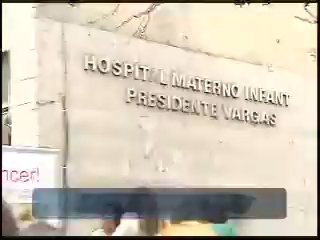 HOSPIT L MATERNO INFANT
PRESIDENTE VARGAS
ncer!